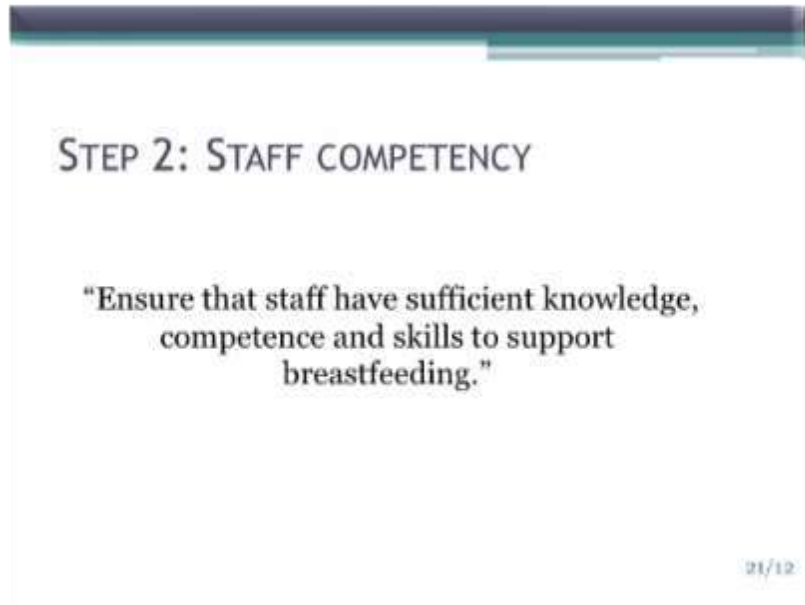 STEP 2: STAFF COMPETENCY
“Ensure that staff have sufficient knowledge,
competence and skills to support
breastfeeding.”
21/12